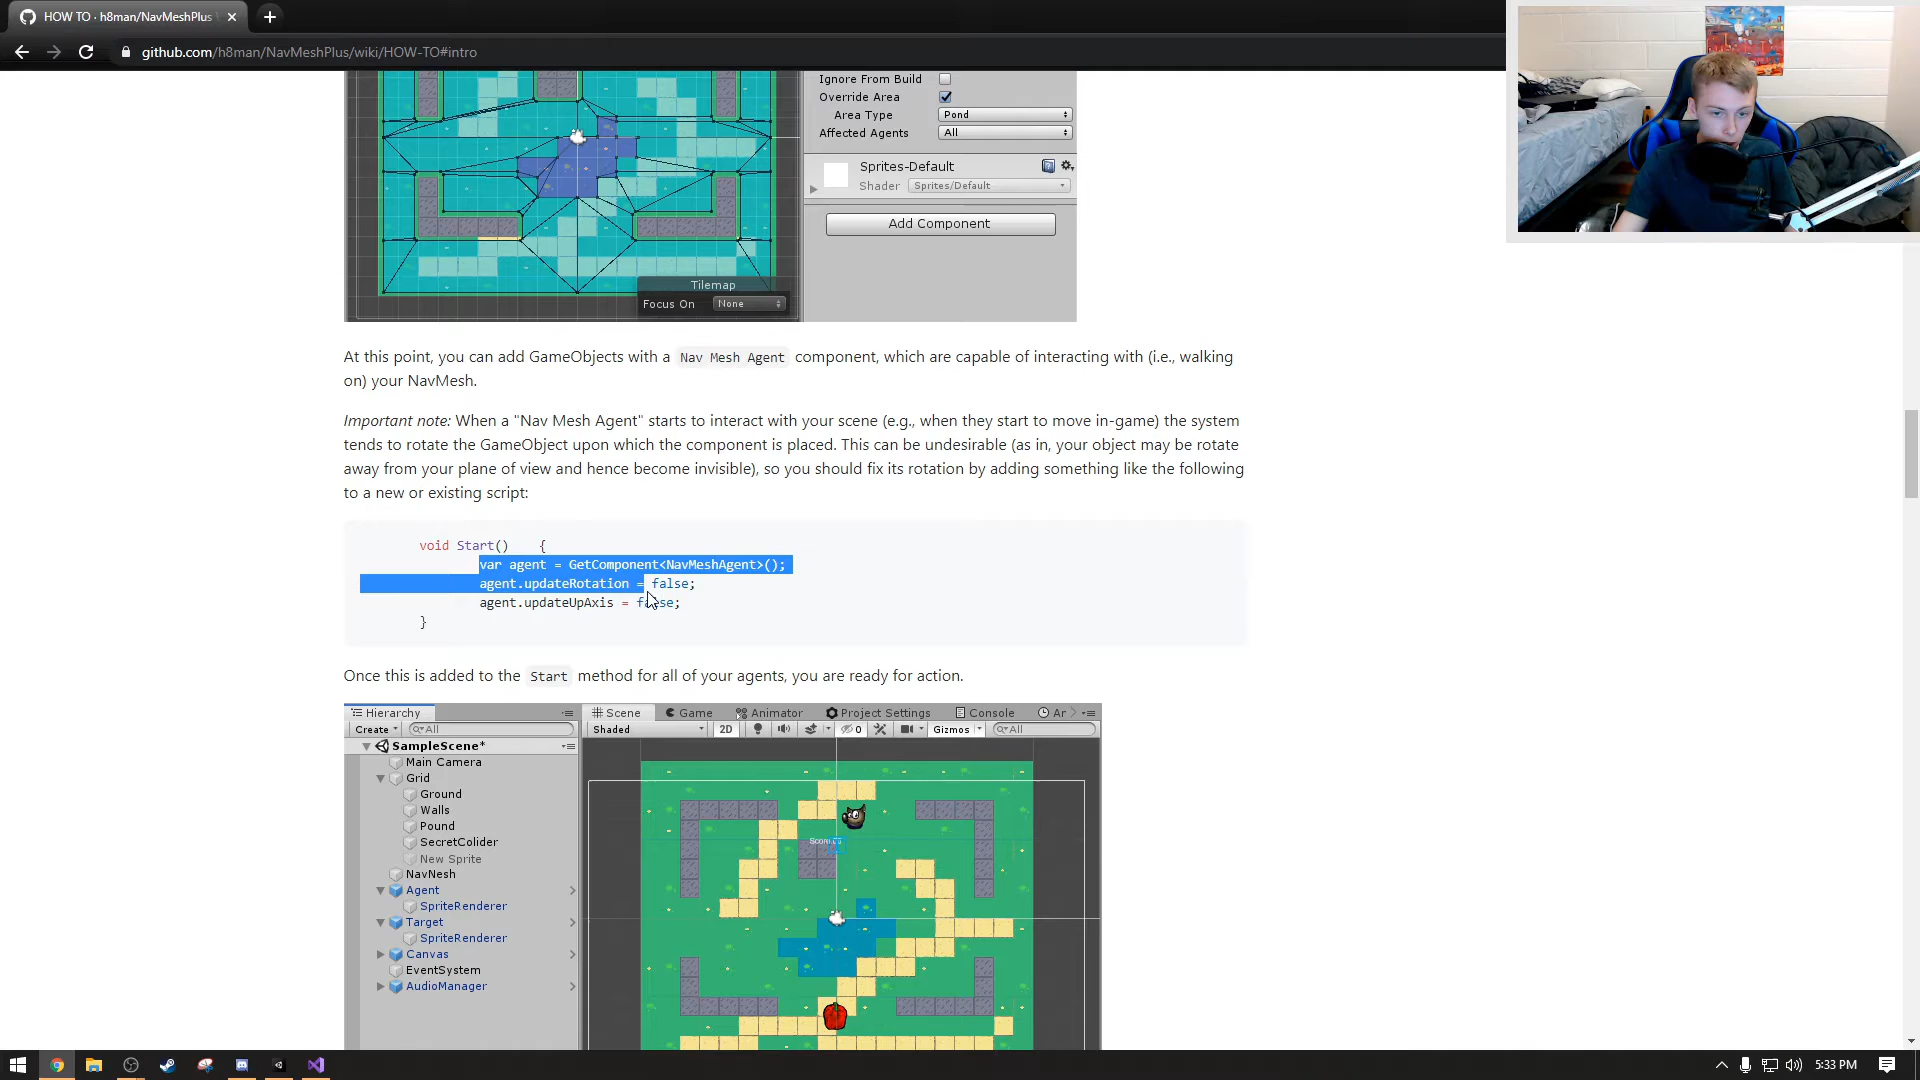 HOW TO · h8man/NavMeshPlus
github.com/h8man/NavMeshPlus/wiki/HOW-TO#intro
Ignore From Build
Override Area
Area Type Pond
Affected Agents All
Sprites-Default
Shader Sprites/Default
Add Component
Tilemap
Focus On None
At this point, you can add GameObjects with a Nav Mesh Agent component, which are capable of interacting with (i.e., walking
on) your NavMesh.
Important note: When a "Nav Mesh Agent" starts to interact with your scene (e.g., when they start to move in-game) the system
tends to rotate the GameObject upon which the component is placed. This can be undesirable (as in, your object may be rotate
away from your plane of view and hence become invisible), so you should fix its rotation by adding something like the following
to a new or existing script:
void Start() {
var agent = GetComponent<NavMeshAgent>();
agent.updateRotation = false;
agent.updateUpAxis = false;
}
Once this is added to the Start method for all of your agents, you are ready for action.
Hierarchy
Scene Game Animator Project Settings Console Ar
Create All
Shaded 2D 0 Gizmos All
SampleScene*
Main Camera
Grid
Ground
Walls
Pound
SecretColider
New Sprite
NavNesh
Agent
SpriteRenderer
Target
SpriteRenderer
Canvas
EventSystem
AudioManager
5:33 PM